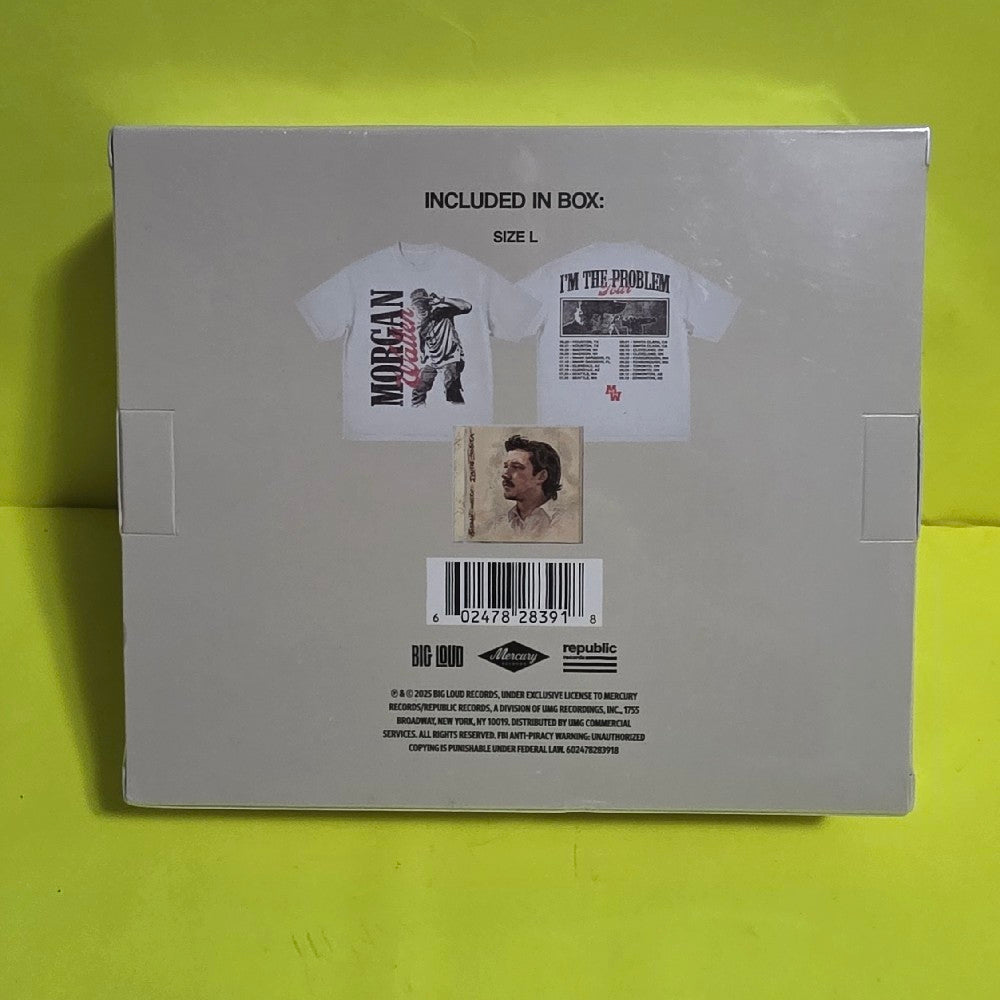 INCLUDED IN BOX:
SIZE L
MORGAN
Wallen
I'M THE PROBLEM
Tour
MW
6 02478 28391 8
BIG LOUD
Mercury
RECORDS
republic
records
℗ & © 2025 BIG LOUD RECORDS, UNDER EXCLUSIVE LICENSE TO MERCURY
RECORDS/REPUBLIC RECORDS, A DIVISION OF UMG RECORDINGS, INC., 1755
BROADWAY, NEW YORK, NY 10019. DISTRIBUTED BY UMG COMMERCIAL
SERVICES. ALL RIGHTS RESERVED. FBI ANTI-PIRACY WARNING: UNAUTHORIZED
COPYING IS PUNISHABLE UNDER FEDERAL LAW. 602478283918